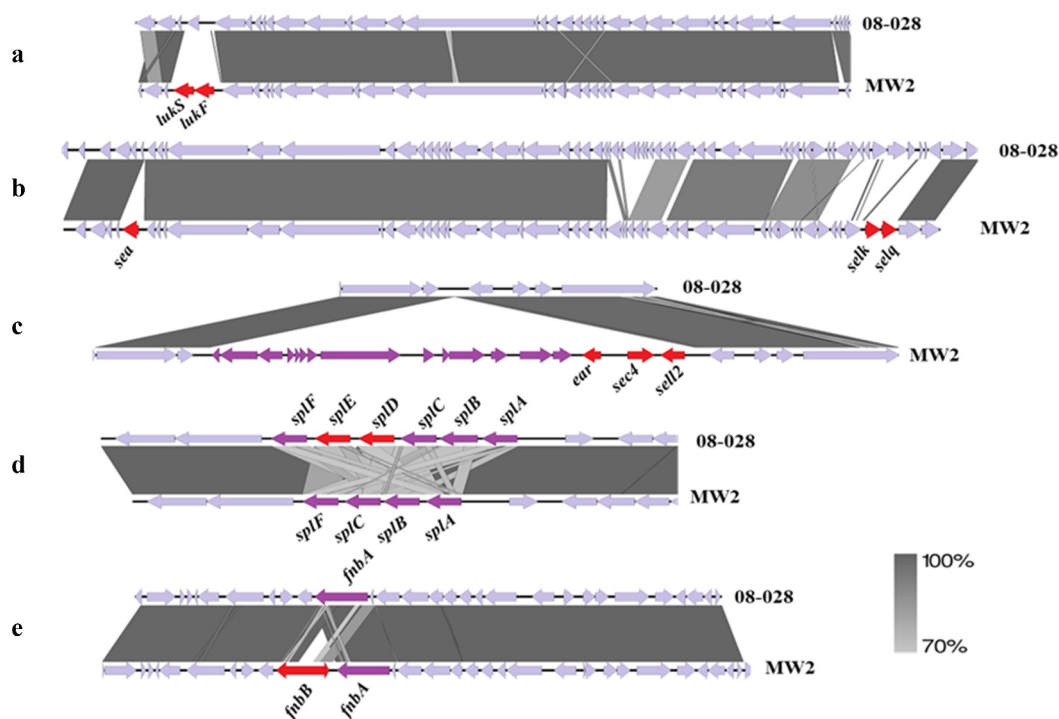 08-028
a
MW2
lukS
lukF
08-028
b
MW2
sea
selk
selq
08-028
c
MW2
ear
sec4
sell2
splF
splE
splD
splC
splB
splA
08-028
d
MW2
splF
splC
splB
splA
fnbA
100%
08-028
e
70%
MW2
fnbB
fnbA